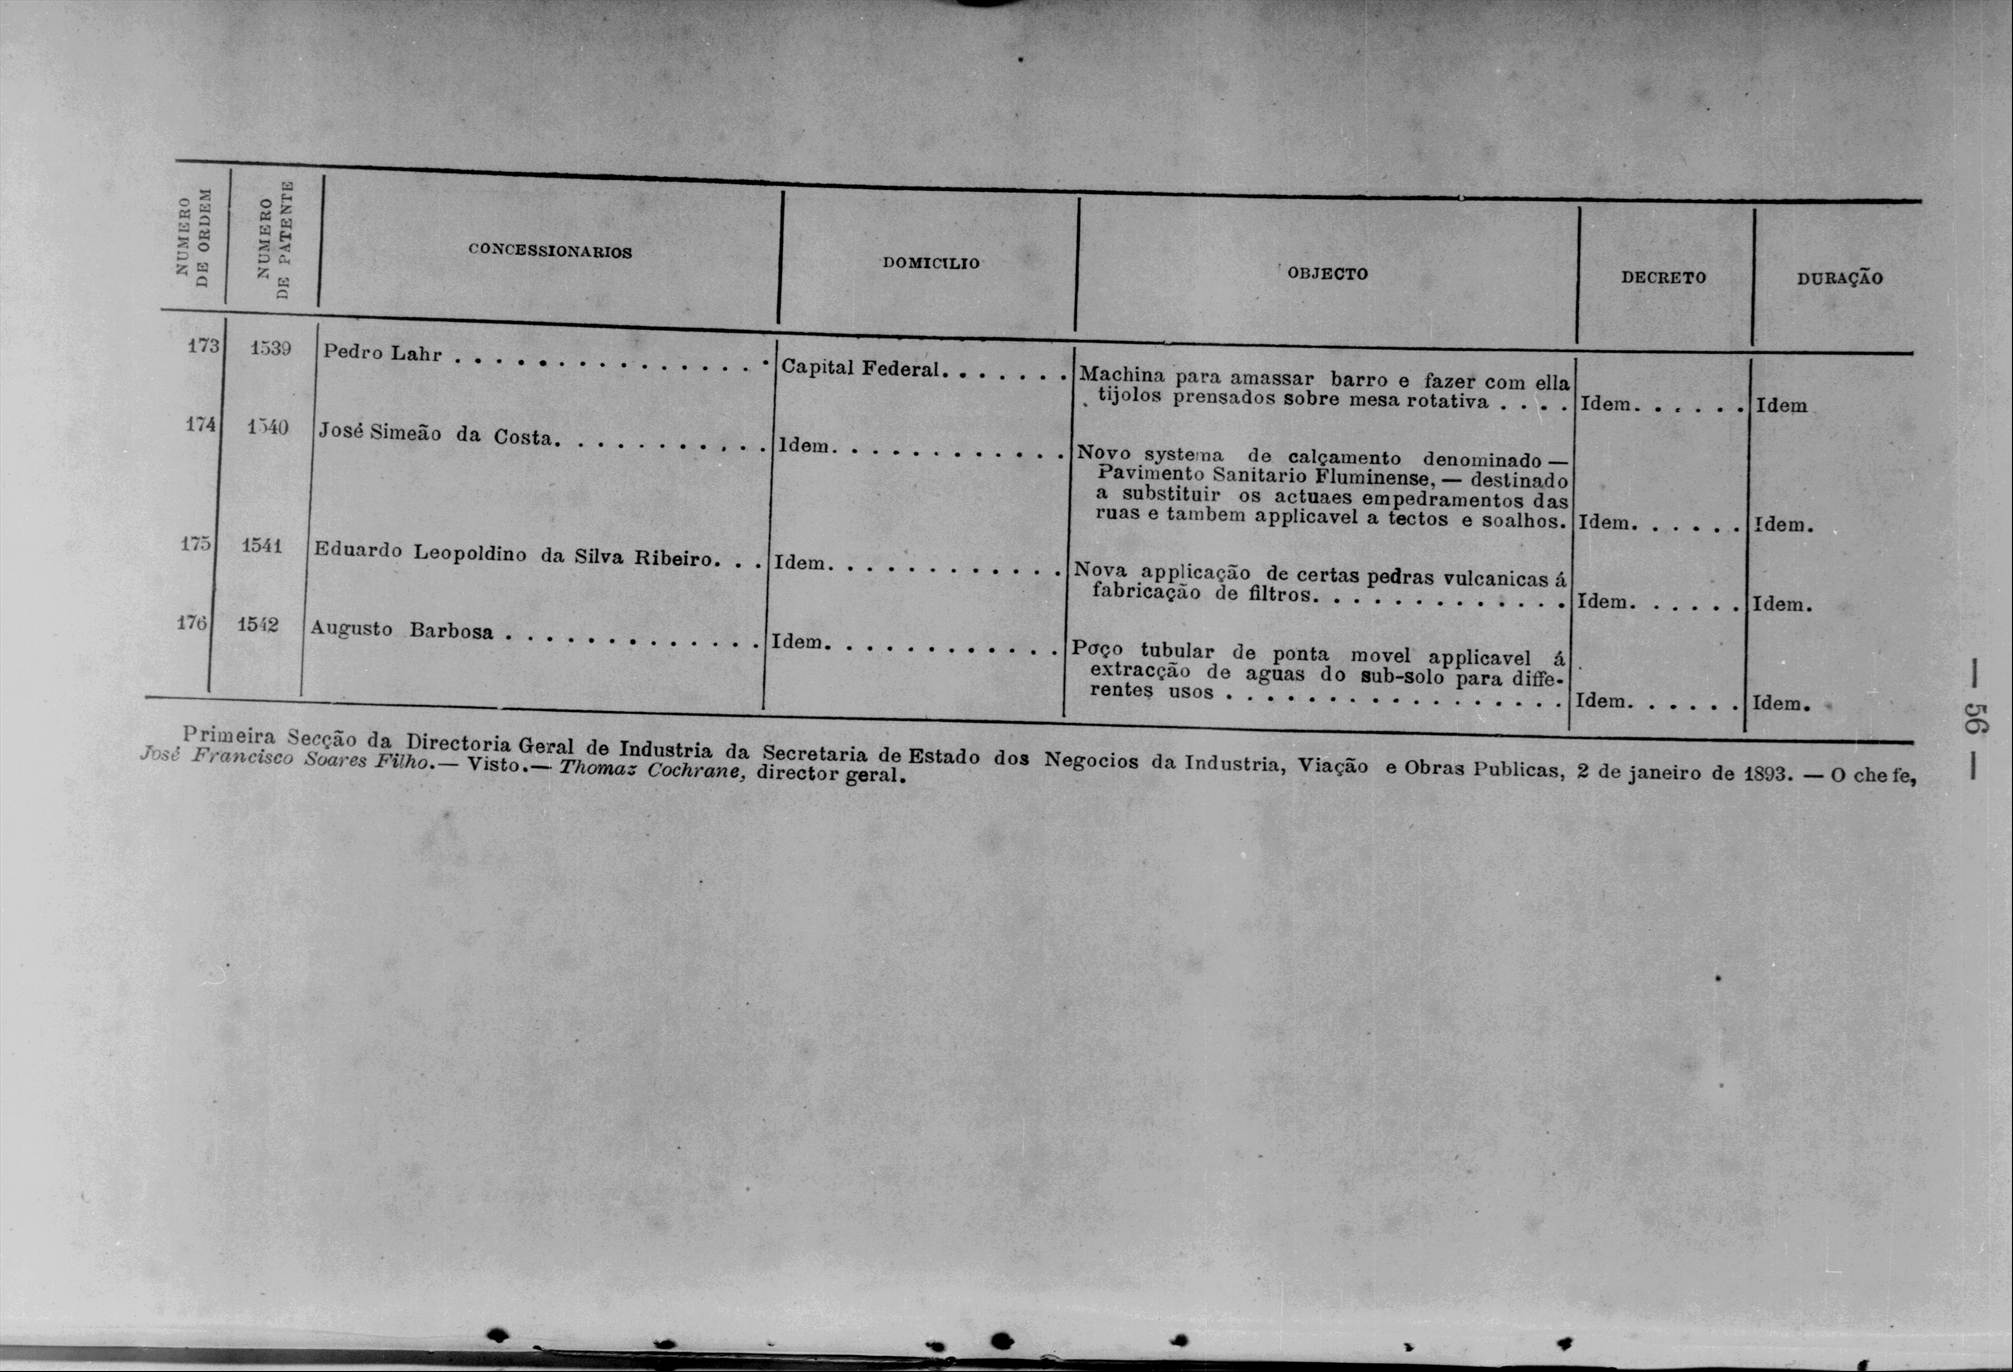 NUMERO DE ORDEM
NUMERO DE PATENTE
CONCESSIONARIOS
DOMICILIO
OBJECTO
DECRETO
DURAÇÃO
173 1539 Pedro Lahr . . . . . . . . . . . . . . . . Capital Federal. . . . . . . Machina para amassar barro e fazer com ella
tijolos prensados sobre mesa rotativa . . . . Idem. . . . . . Idem
174 1540 José Simeão da Costa. . . . . . . . . . . Idem. . . . . . . . . . . . Novo systema de calçamento denominado —
Pavimento Sanitario Fluminense, — destinado
a substituir os actuaes empedramentos das
ruas e tambem applicavel a tectos e soalhos. Idem. . . . . . Idem.
175 1541 Eduardo Leopoldino da Silva Ribeiro. . . Idem. . . . . . . . . . . . Nova applicação de certas pedras vulcanicas á
fabricação de filtros. . . . . . . . . . . . . Idem. . . . . . Idem.
176 1542 Augusto Barbosa . . . . . . . . . . . . . Idem. . . . . . . . . . . . Poço tubular de ponta movel applicavel á
extracção de aguas do sub-solo para diffe-
rentes usos . . . . . . . . . . . . . . . . . Idem. . . . . . Idem.
Primeira Secção da Directoria Geral de Industria da Secretaria de Estado dos Negocios da Industria, Viação e Obras Publicas, 2 de janeiro de 1893. — O chefe,
José Francisco Soares Filho.— Visto.— Thomaz Cochrane, director geral.
— 56 —